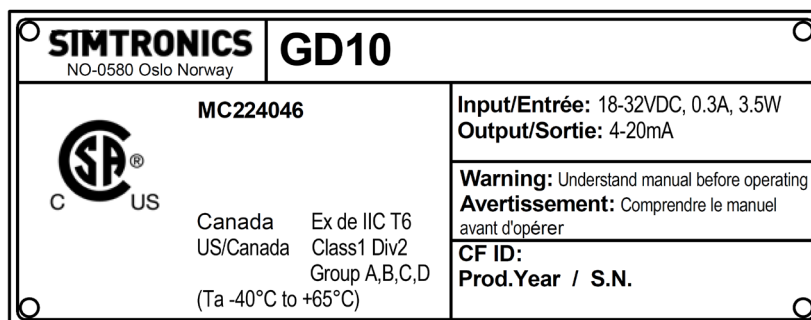 SIMTRONICS
NO-0580 Oslo Norway
GD10
MC224046
CSA ®
C US
Canada Ex de IIC T6
US/Canada Class1 Div2
Group A,B,C,D
(Ta -40°C to +65°C)
Input/Entrée: 18-32VDC, 0.3A, 3.5W
Output/Sortie: 4-20mA
Warning: Understand manual before operating
Avertissement: Comprendre le manuel
avant d'opérer
CF ID:
Prod.Year / S.N.